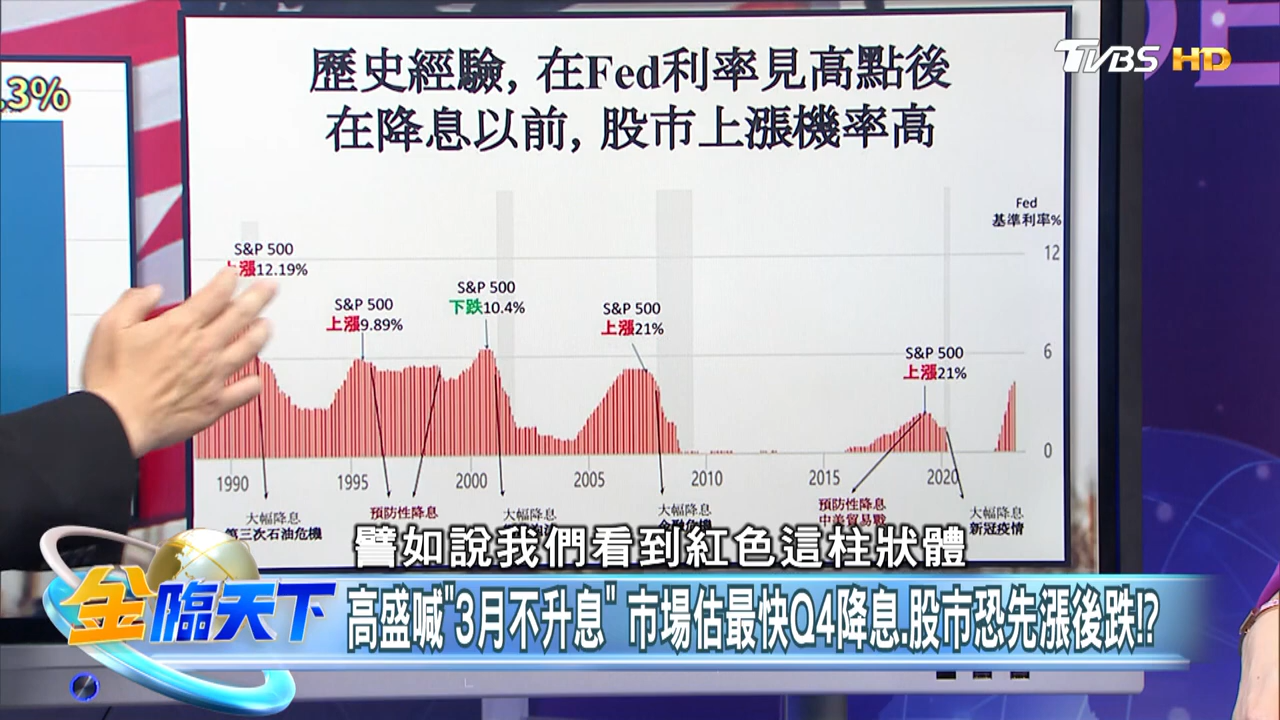 TVBS HD
.3%
歷史經驗, 在Fed利率見高點後
在降息以前, 股市上漲機率高
Fed
基準利率%
12
6
0
S&P 500
上漲12.19%
S&P 500
上漲9.89%
S&P 500
下跌10.4%
S&P 500
上漲21%
S&P 500
上漲21%
1990
1995
2000
2005
2010
2015
2020
大幅降息
第三次石油危機
預防性降息
大幅降息
大幅降息
金融危機
預防性降息
中美貿易戰
大幅降息
新冠疫情
譬如說我們看到紅色這柱狀體
金臨天下
高盛喊"3月不升息" 市場估最快Q4降息.股市恐先漲後跌!?